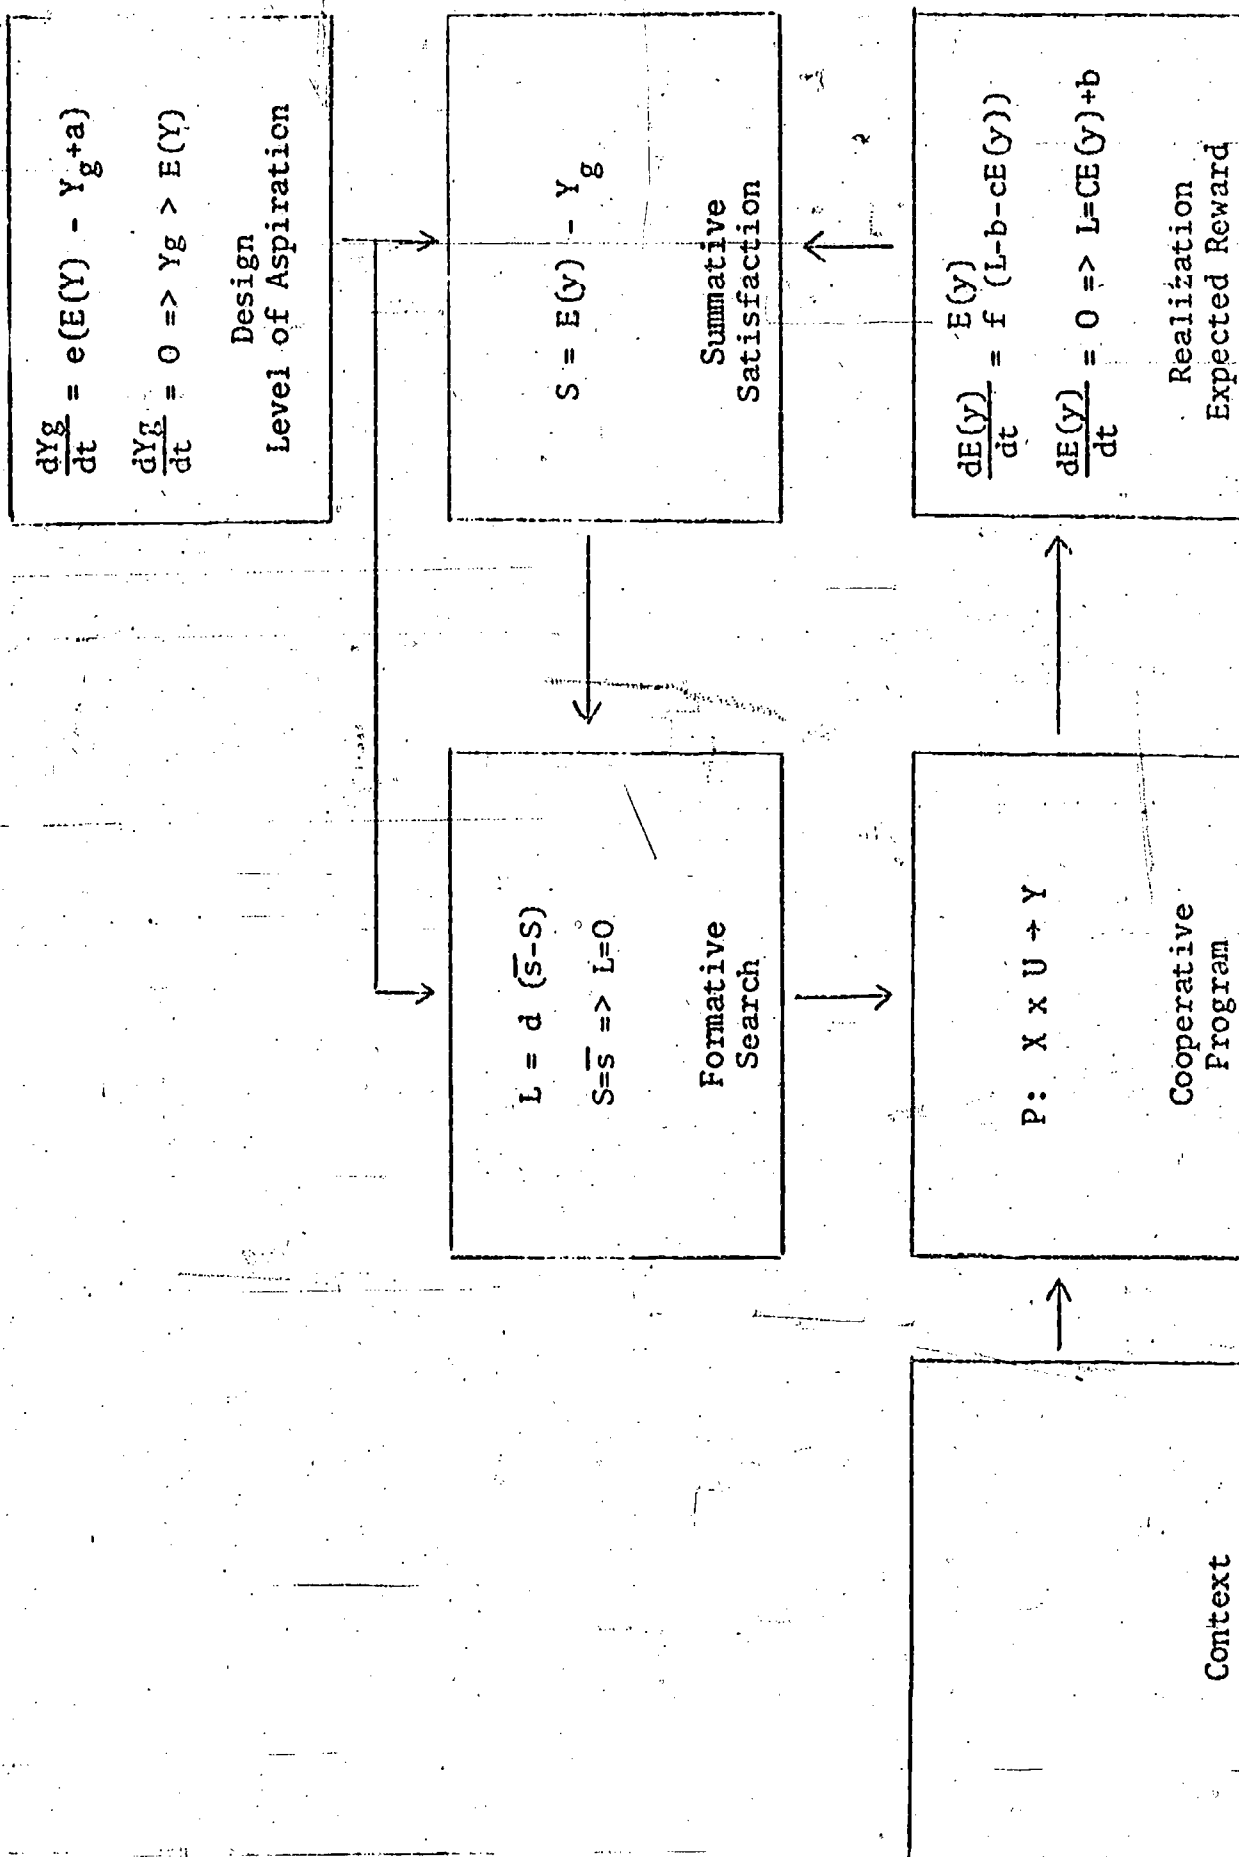 dYg/dt = e(E(Y) - Yg+a)
dYg/dt = 0 => Yg > E(Y)
Design
Level of Aspiration
L = d (s̅-S)
S=s̅ => L=0
Formative
Search
S = E(y) - Yg
Summative
Satisfaction
Context
P: X x U → Y
Cooperative
Program
E(y)
dE(y)/dt = f (L-b-cE(y))
dE(y)/dt = 0 => L=CE(y)+b
Realization
Expected Reward